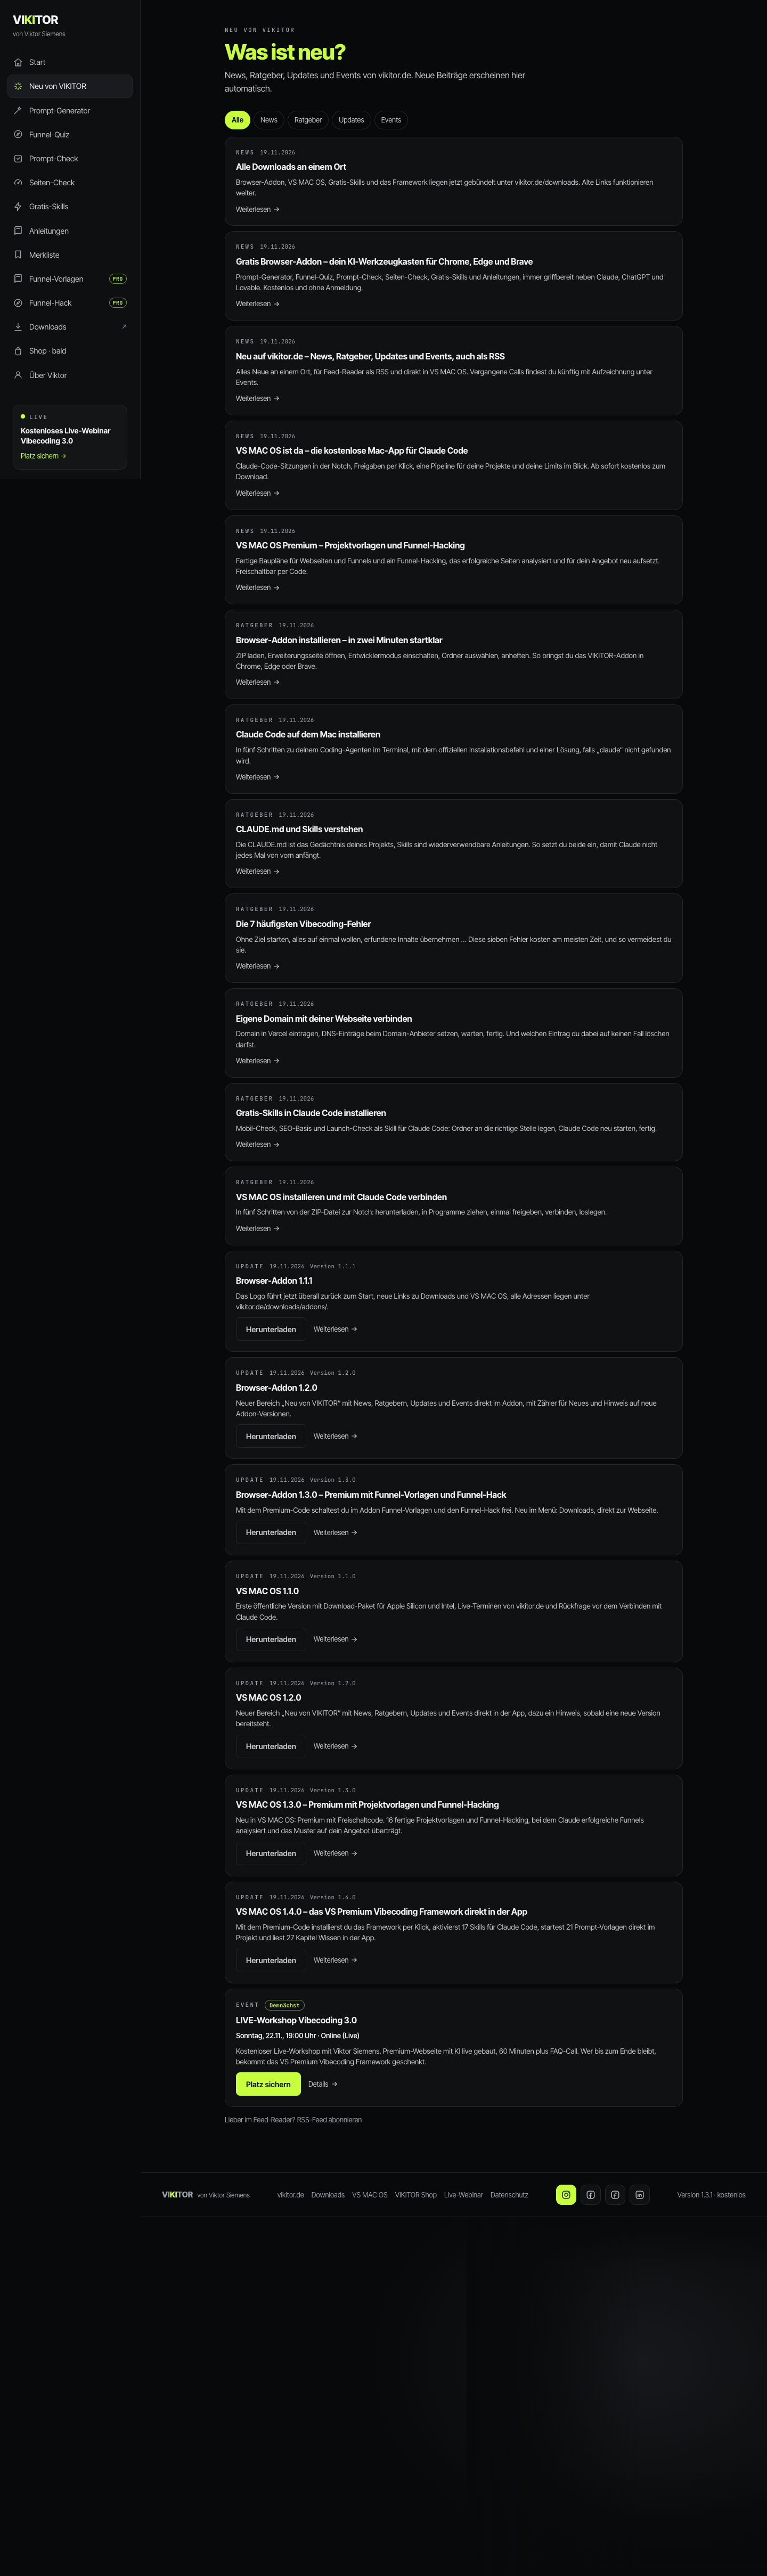 VIKITOR
von Viktor Siemens
Start
Neu von VIKITOR
Prompt-Generator
Funnel-Quiz
Prompt-Check
Seiten-Check
Gratis-Skills
Anleitungen
Merkliste
Funnel-Vorlagen PRO
Funnel-Hack PRO
Downloads
Shop · bald
Über Viktor
LIVE
Kostenloses Live-Webinar
Vibecoding 3.0
Platz sichern →
NEU VON VIKITOR
Was ist neu?
News, Ratgeber, Updates und Events von vikitor.de. Neue Beiträge erscheinen hier
automatisch.
Alle News Ratgeber Updates Events
NEWS 19.11.2026
Alle Downloads an einem Ort
Browser-Addon, VS MAC OS, Gratis-Skills und das Framework liegen jetzt gebündelt unter vikitor.de/downloads. Alte Links funktionieren
weiter.
Weiterlesen →
NEWS 19.11.2026
Gratis Browser-Addon – dein KI-Werkzeugkasten für Chrome, Edge und Brave
Prompt-Generator, Funnel-Quiz, Prompt-Check, Seiten-Check, Gratis-Skills und Anleitungen, immer griffbereit neben Claude, ChatGPT und
Lovable. Kostenlos und ohne Anmeldung.
Weiterlesen →
NEWS 19.11.2026
Neu auf vikitor.de – News, Ratgeber, Updates und Events, auch als RSS
Alles Neue an einem Ort, für Feed-Reader als RSS und direkt in VS MAC OS. Vergangene Calls findest du künftig mit Aufzeichnung unter
Events.
Weiterlesen →
NEWS 19.11.2026
VS MAC OS ist da – die kostenlose Mac-App für Claude Code
Claude-Code-Sitzungen in der Notch, Freigaben per Klick, eine Pipeline für deine Projekte und deine Limits im Blick. Ab sofort kostenlos zum
Download.
Weiterlesen →
NEWS 19.11.2026
VS MAC OS Premium – Projektvorlagen und Funnel-Hacking
Fertige Baupläne für Webseiten und Funnels und ein Funnel-Hacking, das erfolgreiche Seiten analysiert und für dein Angebot neu aufsetzt.
Freischaltbar per Code.
Weiterlesen →
RATGEBER 19.11.2026
Browser-Addon installieren – in zwei Minuten startklar
ZIP laden, Erweiterungsseite öffnen, Entwicklermodus einschalten, Ordner auswählen, anheften. So bringst du das VIKITOR-Addon in
Chrome, Edge oder Brave.
Weiterlesen →
RATGEBER 19.11.2026
Claude Code auf dem Mac installieren
In fünf Schritten zu deinem Coding-Agenten im Terminal, mit dem offiziellen Installationsbefehl und einer Lösung, falls „claude“ nicht gefunden
wird.
Weiterlesen →
RATGEBER 19.11.2026
CLAUDE.md und Skills verstehen
Die CLAUDE.md ist das Gedächtnis deines Projekts, Skills sind wiederverwendbare Anleitungen. So setzt du beide ein, damit Claude nicht
jedes Mal von vorn anfängt.
Weiterlesen →
RATGEBER 19.11.2026
Die 7 häufigsten Vibecoding-Fehler
Ohne Ziel starten, alles auf einmal wollen, erfundene Inhalte übernehmen … Diese sieben Fehler kosten am meisten Zeit, und so vermeidest du
sie.
Weiterlesen →
RATGEBER 19.11.2026
Eigene Domain mit deiner Webseite verbinden
Domain in Vercel eintragen, DNS-Einträge beim Domain-Anbieter setzen, warten, fertig. Und welchen Eintrag du dabei auf keinen Fall löschen
darfst.
Weiterlesen →
RATGEBER 19.11.2026
Gratis-Skills in Claude Code installieren
Mobil-Check, SEO-Basis und Launch-Check als Skill für Claude Code: Ordner an die richtige Stelle legen, Claude Code neu starten, fertig.
Weiterlesen →
RATGEBER 19.11.2026
VS MAC OS installieren und mit Claude Code verbinden
In fünf Schritten von der ZIP-Datei zur Notch: herunterladen, in Programme ziehen, einmal freigeben, verbinden, loslegen.
Weiterlesen →
UPDATE 19.11.2026 Version 1.1.1
Browser-Addon 1.1.1
Das Logo führt jetzt überall zurück zum Start, neue Links zu Downloads und VS MAC OS, alle Adressen liegen unter
vikitor.de/downloads/addons/.
Herunterladen Weiterlesen →
UPDATE 19.11.2026 Version 1.2.0
Browser-Addon 1.2.0
Neuer Bereich „Neu von VIKITOR“ mit News, Ratgebern, Updates und Events direkt im Addon, mit Zähler für Neues und Hinweis auf neue
Addon-Versionen.
Herunterladen Weiterlesen →
UPDATE 19.11.2026 Version 1.3.0
Browser-Addon 1.3.0 – Premium mit Funnel-Vorlagen und Funnel-Hack
Mit dem Premium-Code schaltest du im Addon Funnel-Vorlagen und den Funnel-Hack frei. Neu im Menü: Downloads, direkt zur Webseite.
Herunterladen Weiterlesen →
UPDATE 19.11.2026 Version 1.1.0
VS MAC OS 1.1.0
Erste öffentliche Version mit Download-Paket für Apple Silicon und Intel, Live-Terminen von vikitor.de und Rückfrage vor dem Verbinden mit
Claude Code.
Herunterladen Weiterlesen →
UPDATE 19.11.2026 Version 1.2.0
VS MAC OS 1.2.0
Neuer Bereich „Neu von VIKITOR“ mit News, Ratgebern, Updates und Events direkt in der App, dazu ein Hinweis, sobald eine neue Version
bereitsteht.
Herunterladen Weiterlesen →
UPDATE 19.11.2026 Version 1.3.0
VS MAC OS 1.3.0 – Premium mit Projektvorlagen und Funnel-Hacking
Neu in VS MAC OS: Premium mit Freischaltcode. 16 fertige Projektvorlagen und Funnel-Hacking, bei dem Claude erfolgreiche Funnels
analysiert und das Muster auf dein Angebot überträgt.
Herunterladen Weiterlesen →
UPDATE 19.11.2026 Version 1.4.0
VS MAC OS 1.4.0 – das VS Premium Vibecoding Framework direkt in der App
Mit dem Premium-Code installierst du das Framework per Klick, aktivierst 17 Skills für Claude Code, startest 21 Prompt-Vorlagen direkt im
Projekt und liest 27 Kapitel Wissen in der App.
Herunterladen Weiterlesen →
EVENT Demnächst
LIVE-Workshop Vibecoding 3.0
Sonntag, 22.11., 19:00 Uhr · Online (Live)
Kostenloser Live-Workshop mit Viktor Siemens. Premium-Webseite mit KI live gebaut, 60 Minuten plus FAQ-Call. Wer bis zum Ende bleibt,
bekommt das VS Premium Vibecoding Framework geschenkt.
Platz sichern Details →
Lieber im Feed-Reader? RSS-Feed abonnieren
VIKITOR von Viktor Siemens vikitor.de Downloads VS MAC OS VIKITOR Shop Live-Webinar Datenschutz Version 1.3.1 · kostenlos